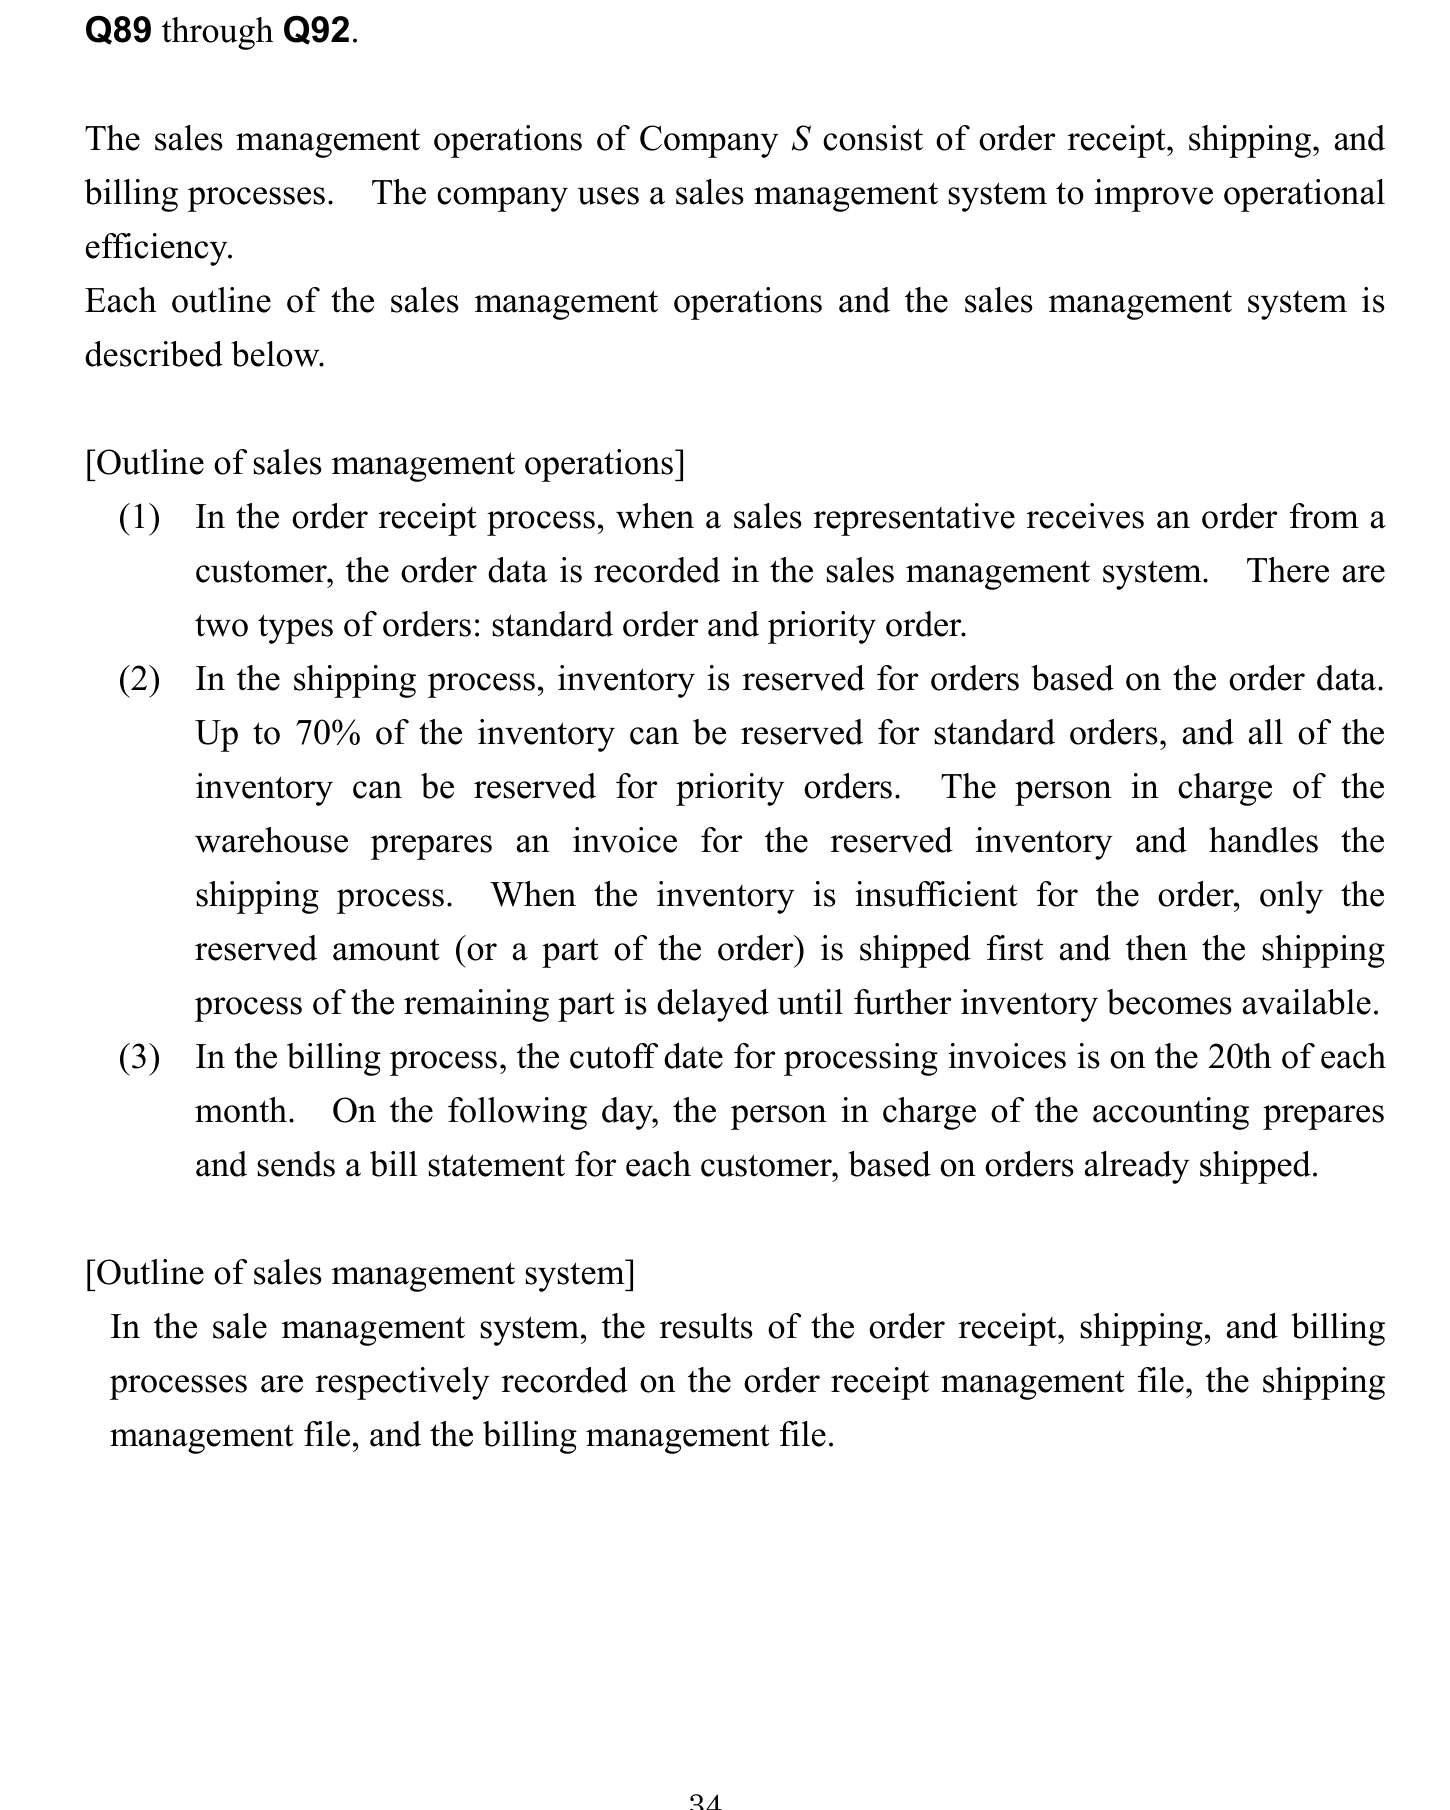 Q89 through Q92.
The sales management operations of Company S consist of order receipt, shipping, and
billing processes. The company uses a sales management system to improve operational
efficiency.
Each outline of the sales management operations and the sales management system is
described below.
[Outline of sales management operations]
(1) In the order receipt process, when a sales representative receives an order from a
customer, the order data is recorded in the sales management system. There are
two types of orders: standard order and priority order.
(2) In the shipping process, inventory is reserved for orders based on the order data.
Up to 70% of the inventory can be reserved for standard orders, and all of the
inventory can be reserved for priority orders. The person in charge of the
warehouse prepares an invoice for the reserved inventory and handles the
shipping process. When the inventory is insufficient for the order, only the
reserved amount (or a part of the order) is shipped first and then the shipping
process of the remaining part is delayed until further inventory becomes available.
(3) In the billing process, the cutoff date for processing invoices is on the 20th of each
month. On the following day, the person in charge of the accounting prepares
and sends a bill statement for each customer, based on orders already shipped.
[Outline of sales management system]
In the sale management system, the results of the order receipt, shipping, and billing
processes are respectively recorded on the order receipt management file, the shipping
management file, and the billing management file.
34